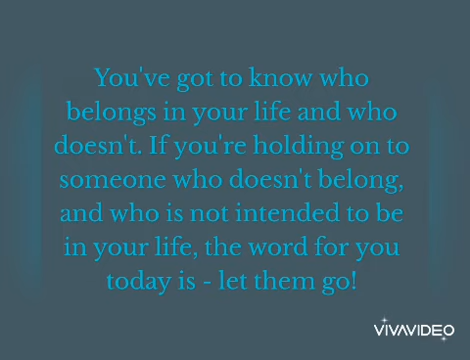 You've got to know who
belongs in your life and who
doesn't. If you're holding on to
someone who doesn't belong,
and who is not intended to be
in your life, the word for you
today is - let them go!
VIVAVIDEO